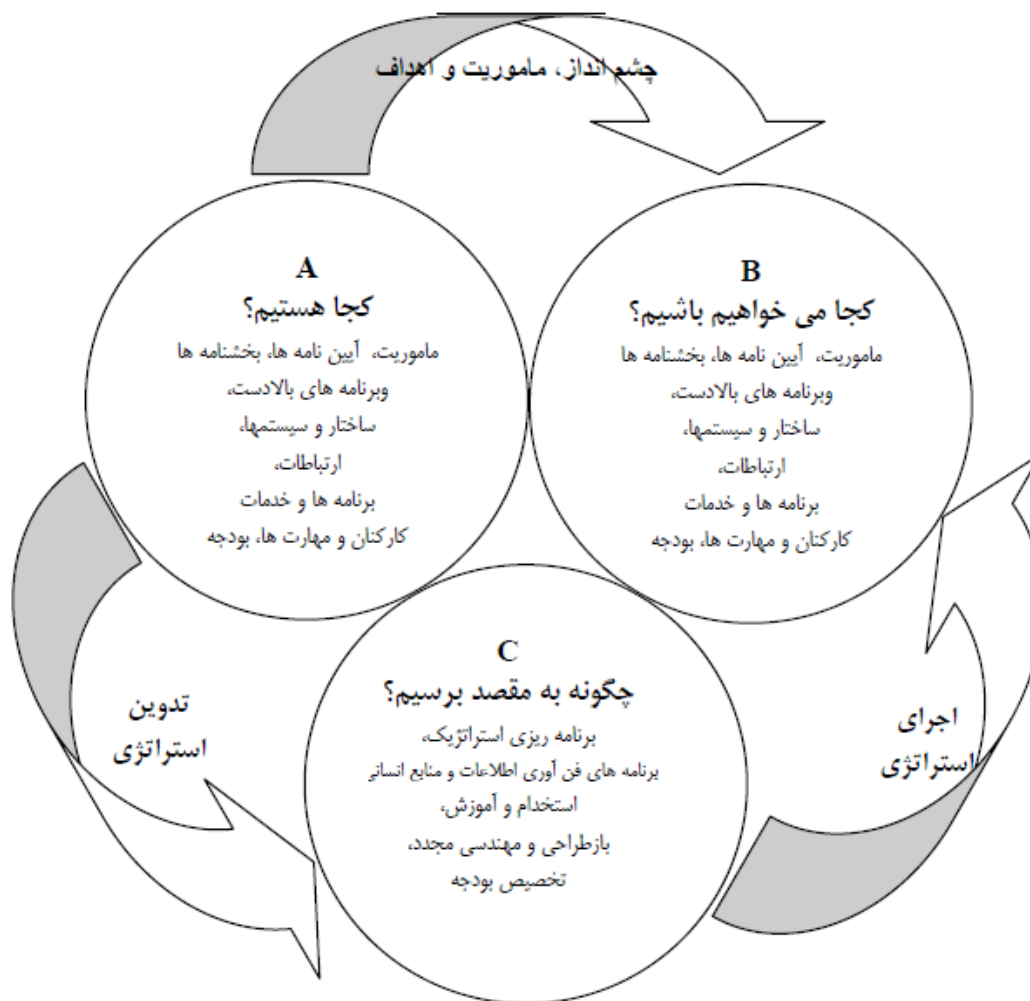 چشم انداز، ماموریت و اهداف
A
کجا هستیم؟
ماموریت، آیین نامه ها، بخشنامه ها
وبرنامه های بالادست،
ساختار و سیستمها،
ارتباطات،
برنامه ها و خدمات
کارکنان و مهارت ها، بودجه
B
کجا می خواهیم باشیم؟
ماموریت، آیین نامه ها، بخشنامه ها
وبرنامه های بالادست،
ساختار و سیستمها،
ارتباطات،
برنامه ها و خدمات
کارکنان و مهارت ها، بودجه
C
چگونه به مقصد برسیم؟
برنامه ریزی استراتژیک،
برنامه های فن آوری اطلاعات و منابع انسانی
استخدام و آموزش،
بازطراحی و مهندسی مجدد،
تخصیص بودجه
تدوین
استراتژی
اجرای
استراتژی